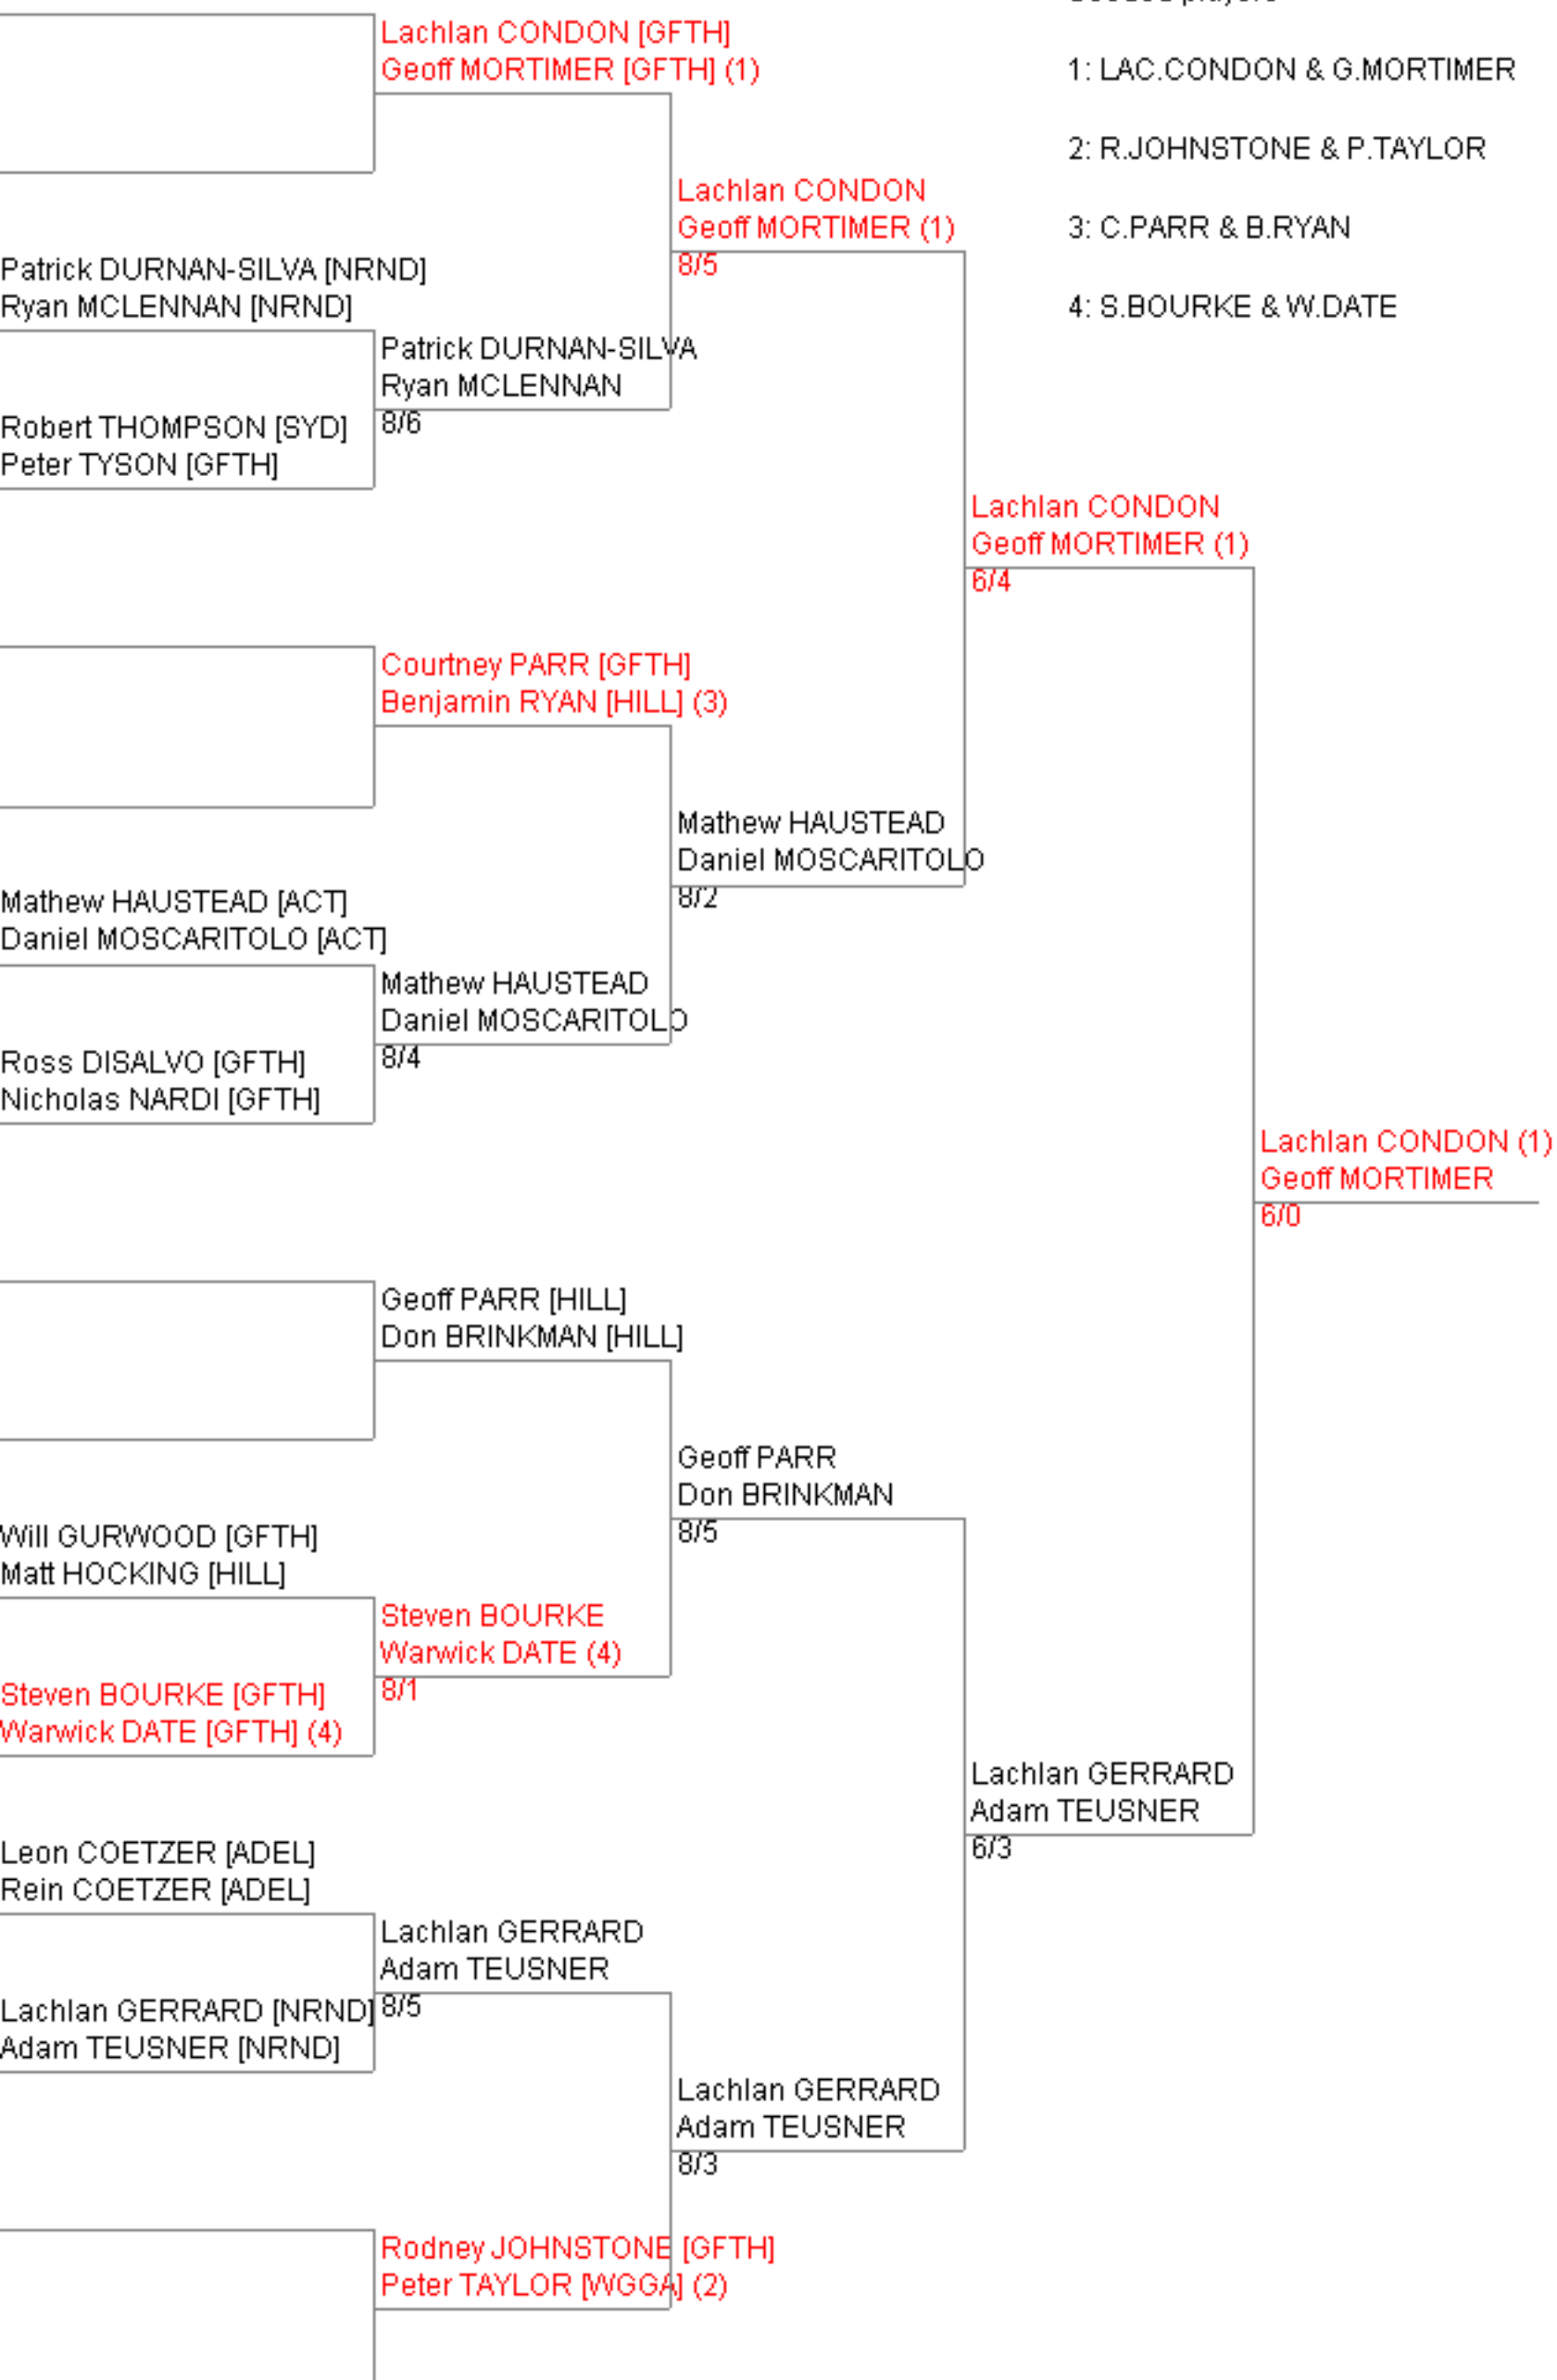 Lachlan CONDON [GFTH]
Geoff MORTIMER [GFTH] (1)
1: LAC.CONDON & G.MORTIMER
2: R.JOHNSTONE & P.TAYLOR
3: C.PARR & B.RYAN
4: S.BOURKE & W.DATE
Lachlan CONDON
Geoff MORTIMER (1)
8/5
Patrick DURNAN-SILVA [NRND]
Ryan MCLENNAN [NRND]
Patrick DURNAN-SILVA
Ryan MCLENNAN
8/6
Robert THOMPSON [SYD]
Peter TYSON [GFTH]
Lachlan CONDON
Geoff MORTIMER (1)
6/4
Courtney PARR [GFTH]
Benjamin RYAN [HILL] (3)
Mathew HAUSTEAD
Daniel MOSCARITOLO
8/2
Mathew HAUSTEAD [ACT]
Daniel MOSCARITOLO [ACT]
Mathew HAUSTEAD
Daniel MOSCARITOLO
8/4
Ross DISALVO [GFTH]
Nicholas NARDI [GFTH]
Lachlan CONDON (1)
Geoff MORTIMER
6/0
Geoff PARR [HILL]
Don BRINKMAN [HILL]
Geoff PARR
Don BRINKMAN
8/5
Will GURWOOD [GFTH]
Matt HOCKING [HILL]
Steven BOURKE
Warwick DATE (4)
8/1
Steven BOURKE [GFTH]
Warwick DATE [GFTH] (4)
Lachlan GERRARD
Adam TEUSNER
6/3
Leon COETZER [ADEL]
Rein COETZER [ADEL]
Lachlan GERRARD
Adam TEUSNER
8/5
Lachlan GERRARD [NRND]
Adam TEUSNER [NRND]
Lachlan GERRARD
Adam TEUSNER
8/3
Rodney JOHNSTONE [GFTH]
Peter TAYLOR [WGGA] (2)